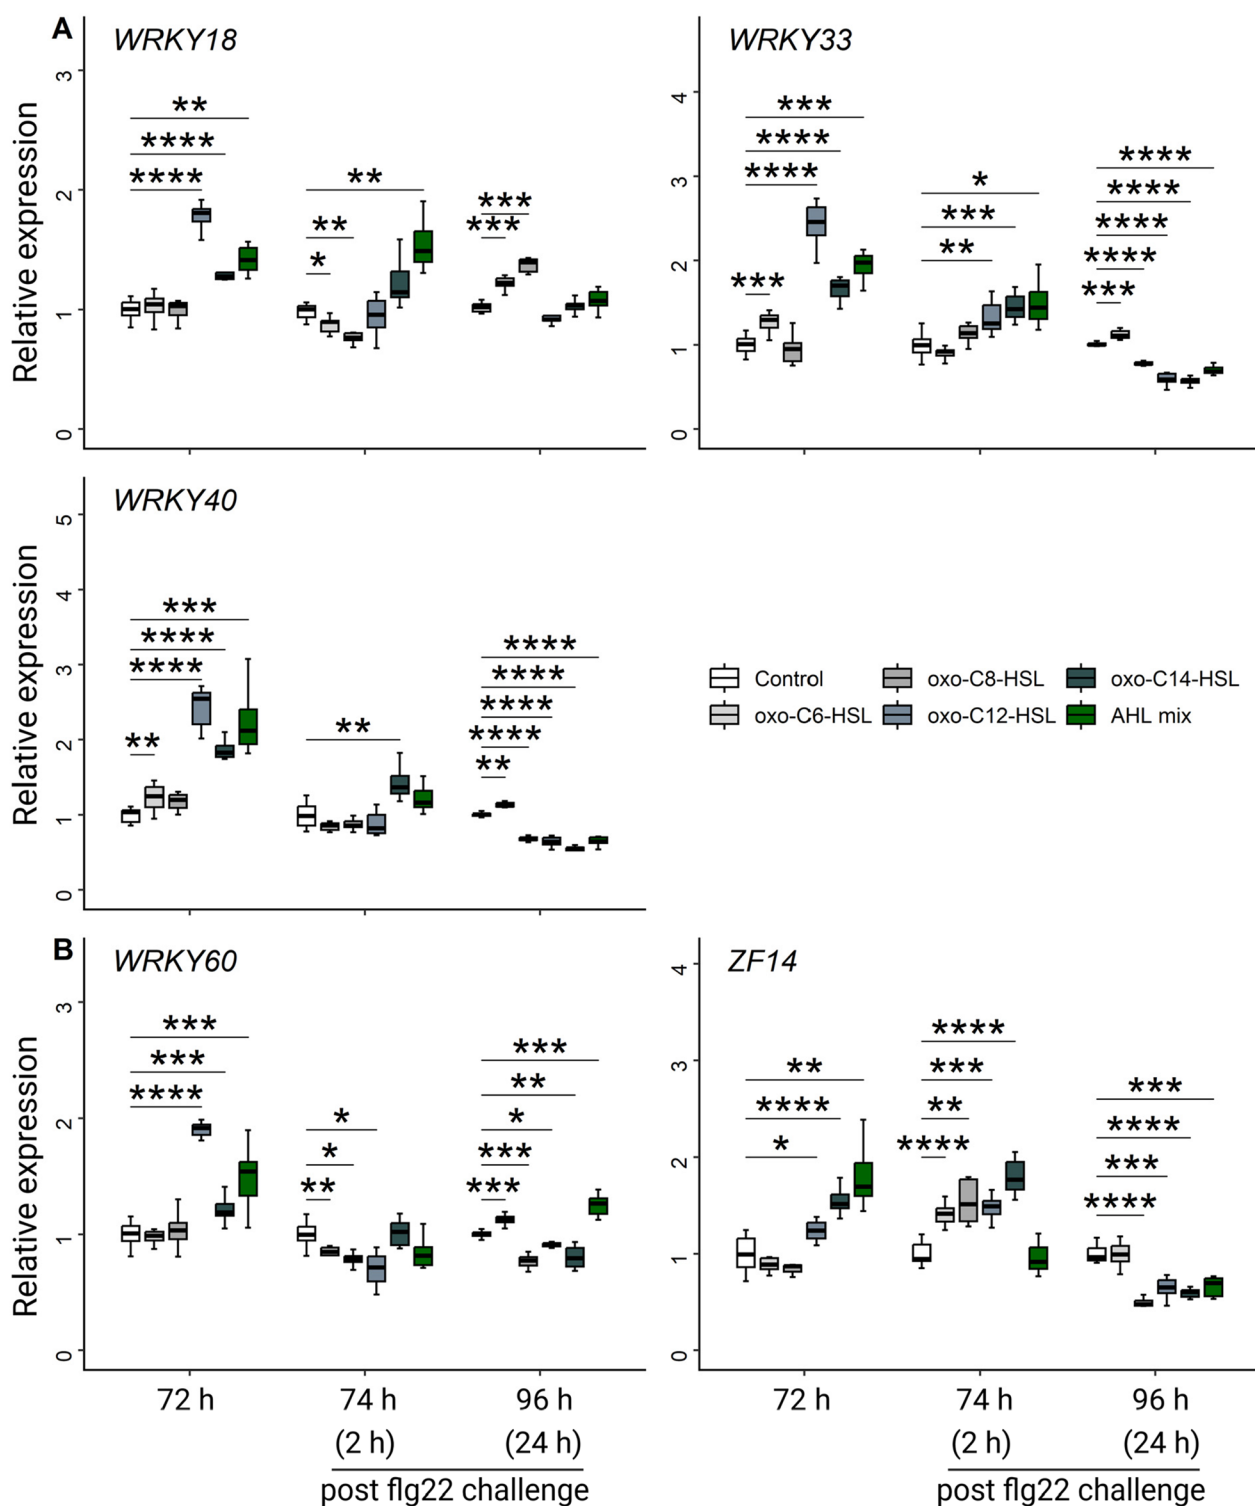 A
WRKY18
Relative expression
3
2
1
0
**
****
****
**
**
*
***
***
WRKY33
4
3
2
1
0
***
****
****
***
*
***
**
****
****
****
****
***
WRKY40
Relative expression
5
4
3
2
1
0
***
****
****
**
**
****
****
****
****
**
Control
oxo-C8-HSL
oxo-C14-HSL
oxo-C6-HSL
oxo-C12-HSL
AHL mix
B
WRKY60
Relative expression
3
2
1
0
***
***
****
*
*
**
***
**
*
***
***
72 h
74 h
96 h
(2 h)
(24 h)
post flg22 challenge
ZF14
4
3
2
1
0
**
****
*
****
***
**
****
***
****
***
****
72 h
74 h
96 h
(2 h)
(24 h)
post flg22 challenge